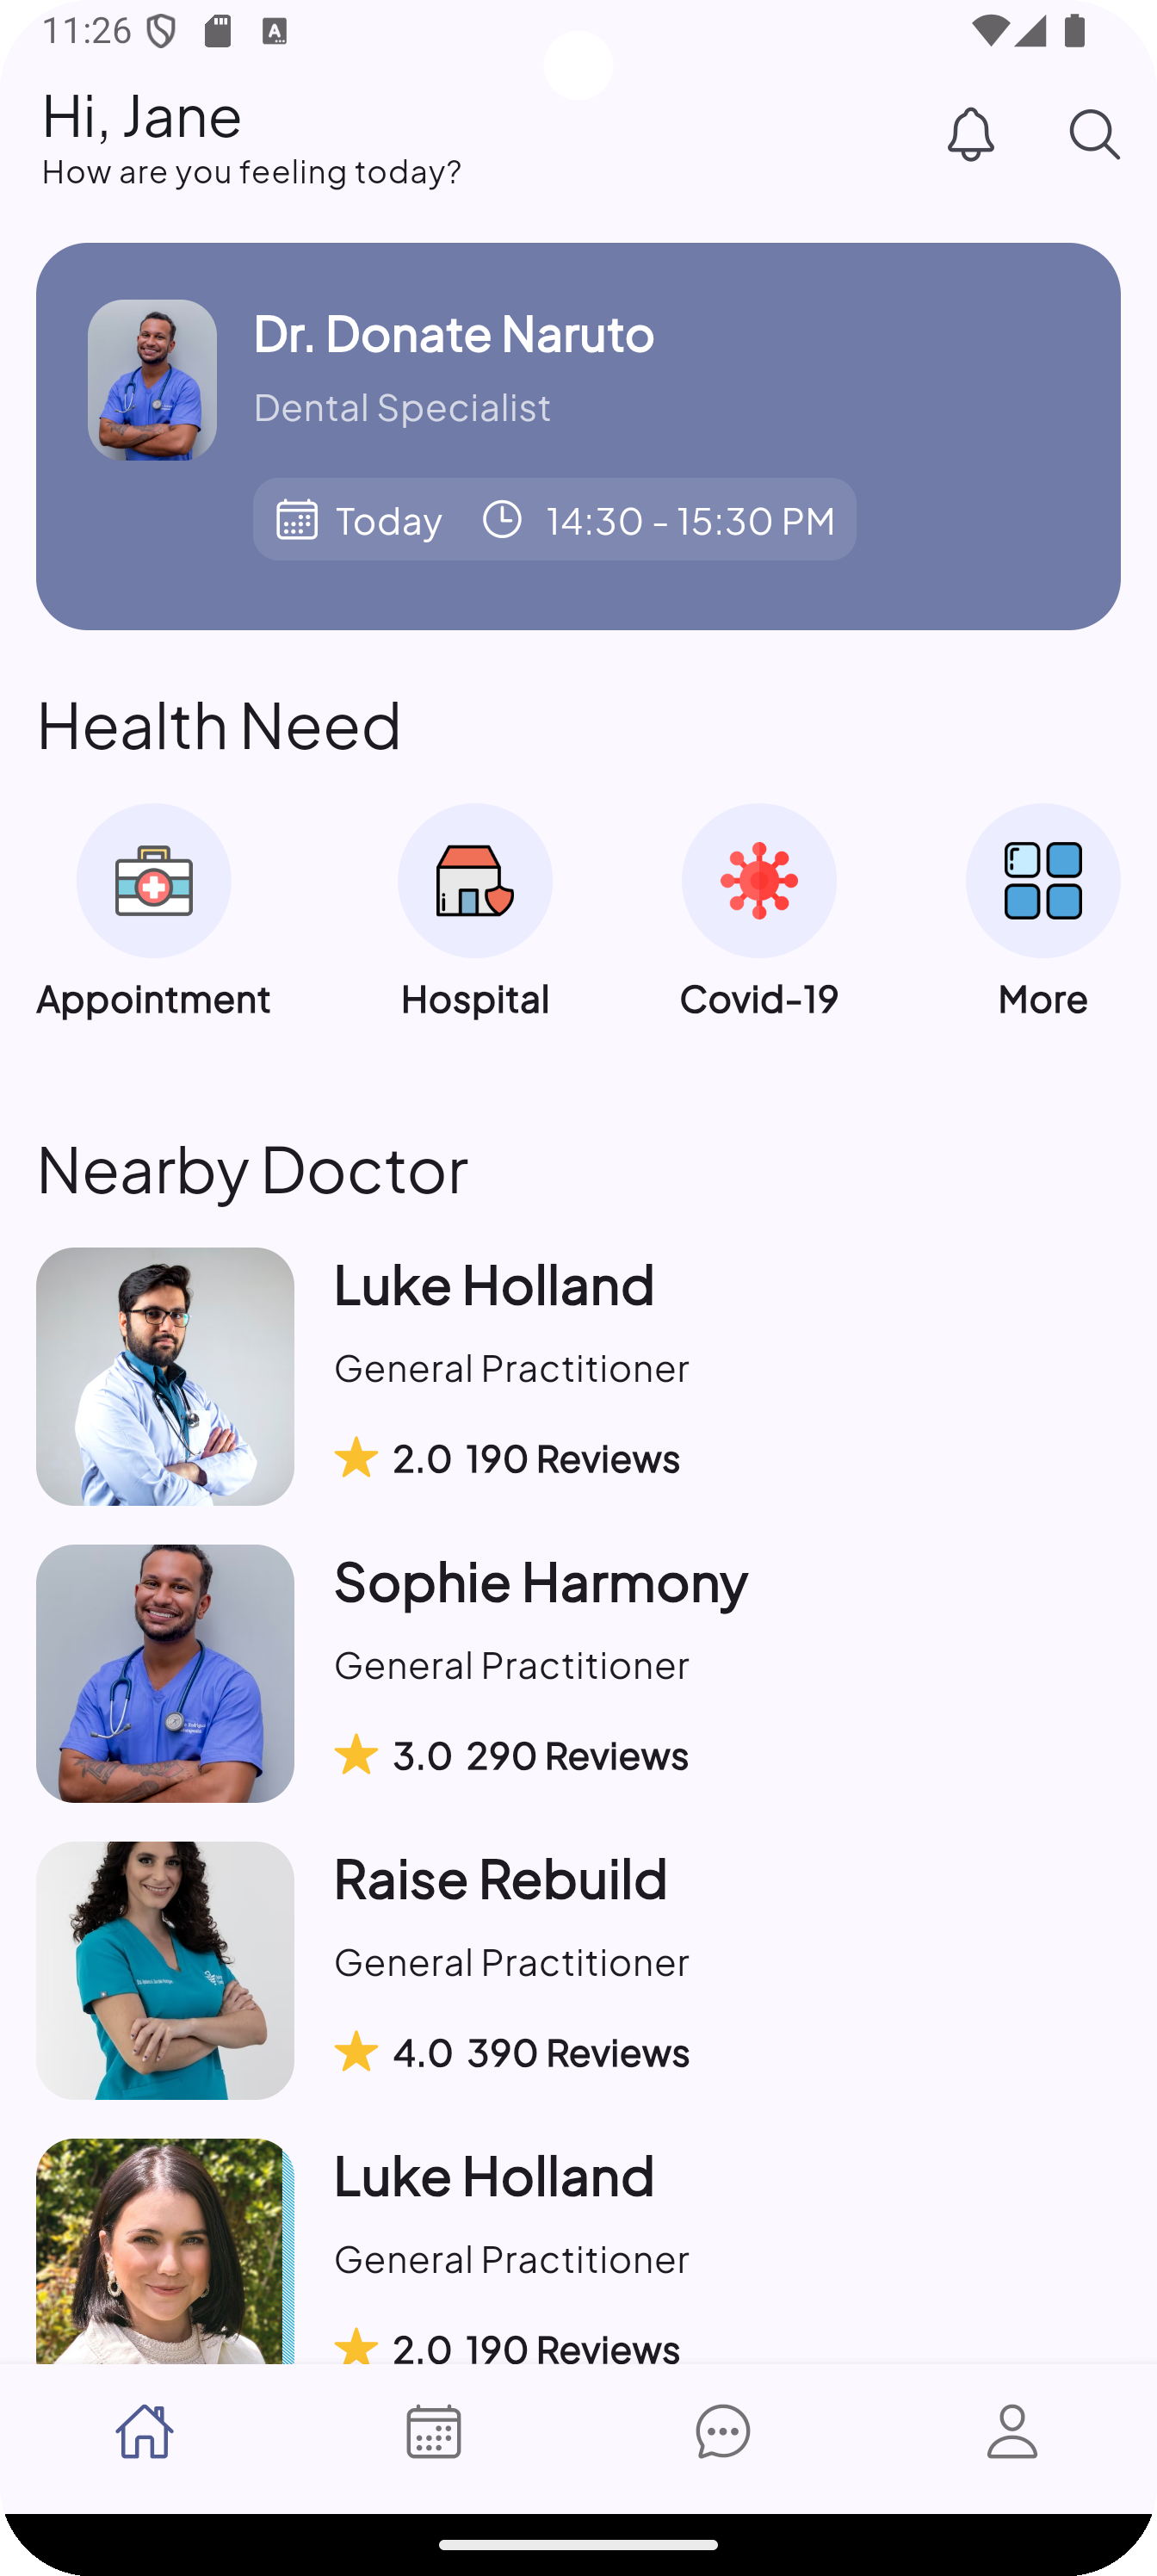 11:26
Hi, Jane
How are you feeling today?
Dr. Donate Naruto
Dental Specialist
Today 14:30 - 15:30 PM
Health Need
Appointment Hospital Covid-19 More
Nearby Doctor
Luke Holland
General Practitioner
2.0 190 Reviews
Sophie Harmony
General Practitioner
3.0 290 Reviews
Raise Rebuild
General Practitioner
4.0 390 Reviews
Luke Holland
General Practitioner
2.0 190 Reviews